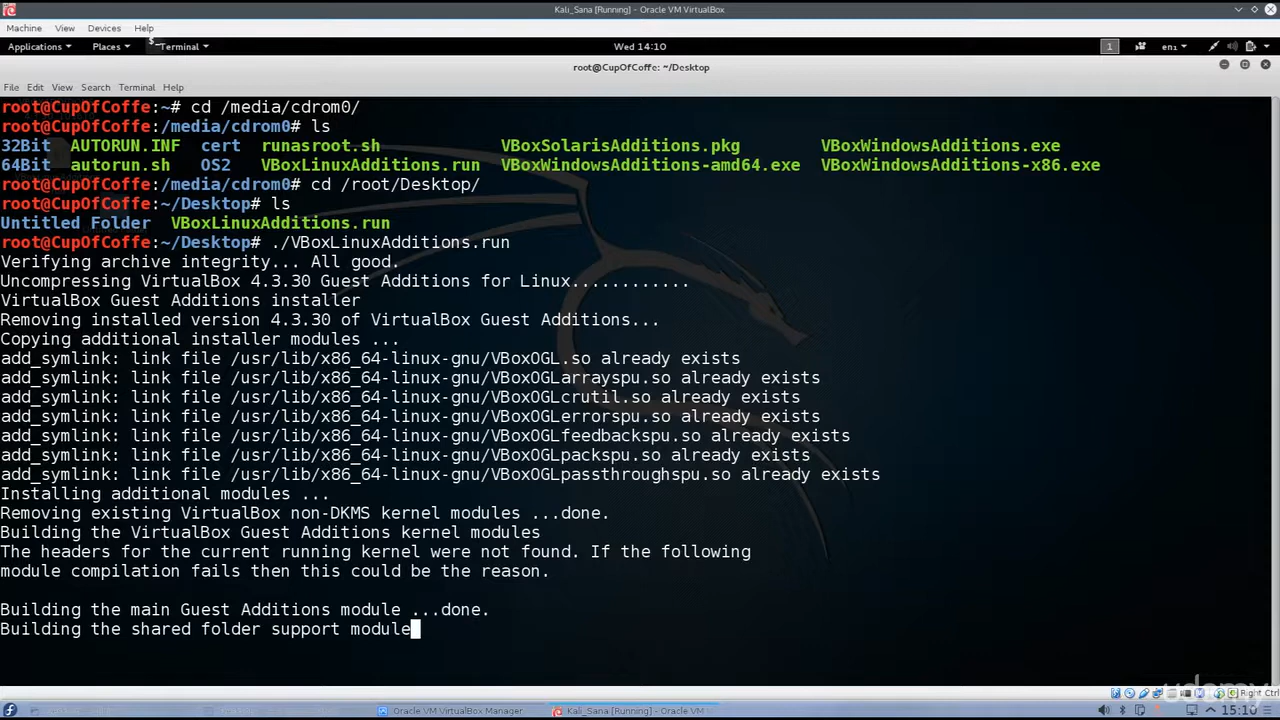 Kali_Sana [Running] - Oracle VM VirtualBox
Machine View Devices Help
Applications Places Terminal Wed 14:10 1 en1
root@CupOfCoffe: ~/Desktop
File Edit View Search Terminal Help
root@CupOfCoffe:~# cd /media/cdrom0/
root@CupOfCoffe:/media/cdrom0# ls
32Bit AUTORUN.INF cert runasroot.sh VBoxSolarisAdditions.pkg VBoxWindowsAdditions.exe
64Bit autorun.sh OS2 VBoxLinuxAdditions.run VBoxWindowsAdditions-amd64.exe VBoxWindowsAdditions-x86.exe
root@CupOfCoffe:/media/cdrom0# cd /root/Desktop/
root@CupOfCoffe:~/Desktop# ls
Untitled Folder VBoxLinuxAdditions.run
root@CupOfCoffe:~/Desktop# ./VBoxLinuxAdditions.run
Verifying archive integrity... All good.
Uncompressing VirtualBox 4.3.30 Guest Additions for Linux............
VirtualBox Guest Additions installer
Removing installed version 4.3.30 of VirtualBox Guest Additions...
Copying additional installer modules ...
add_symlink: link file /usr/lib/x86_64-linux-gnu/VBoxOGL.so already exists
add_symlink: link file /usr/lib/x86_64-linux-gnu/VBoxOGLarrayspu.so already exists
add_symlink: link file /usr/lib/x86_64-linux-gnu/VBoxOGLcrutil.so already exists
add_symlink: link file /usr/lib/x86_64-linux-gnu/VBoxOGLerrorspu.so already exists
add_symlink: link file /usr/lib/x86_64-linux-gnu/VBoxOGLfeedbackspu.so already exists
add_symlink: link file /usr/lib/x86_64-linux-gnu/VBoxOGLpackspu.so already exists
add_symlink: link file /usr/lib/x86_64-linux-gnu/VBoxOGLpassthroughspu.so already exists
Installing additional modules ...
Removing existing VirtualBox non-DKMS kernel modules ...done.
Building the VirtualBox Guest Additions kernel modules
The headers for the current running kernel were not found. If the following
module compilation fails then this could be the reason.
Building the main Guest Additions module ...done.
Building the shared folder support module
udemy
Right Ctrl
Oracle VM VirtualBox Manager Kali_Sana [Running] - Oracle VM 15:10